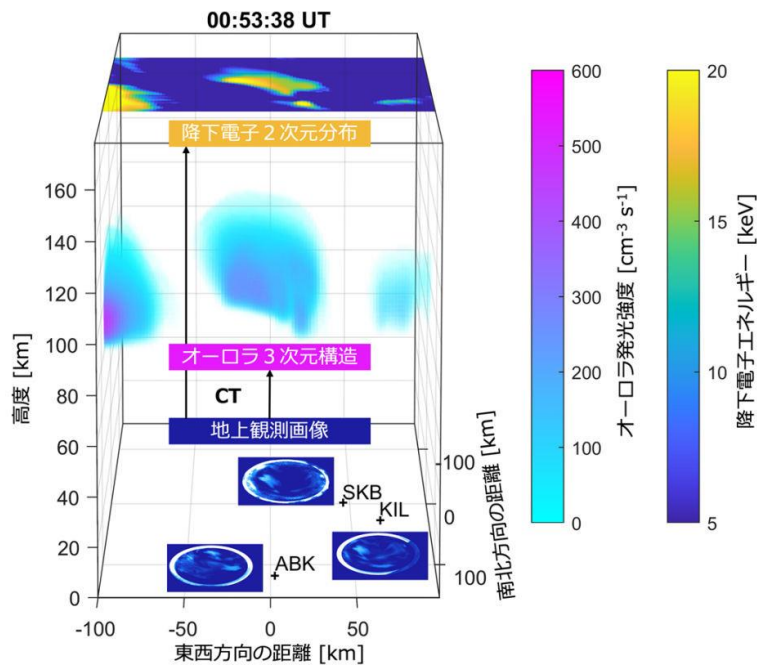 00:53:38 UT
降下電子２次元分布
オーロラ３次元構造
CT
地上観測画像
SKB
KIL
ABK
高度 [km]
160
140
120
100
80
60
40
20
0
-100
-50
0
50
東西方向の距離 [km]
-100
0
100
南北方向の距離 [km]
600
500
400
300
200
100
0
オーロラ発光強度 [cm⁻³ s⁻¹]
20
15
10
5
降下電子エネルギー [keV]